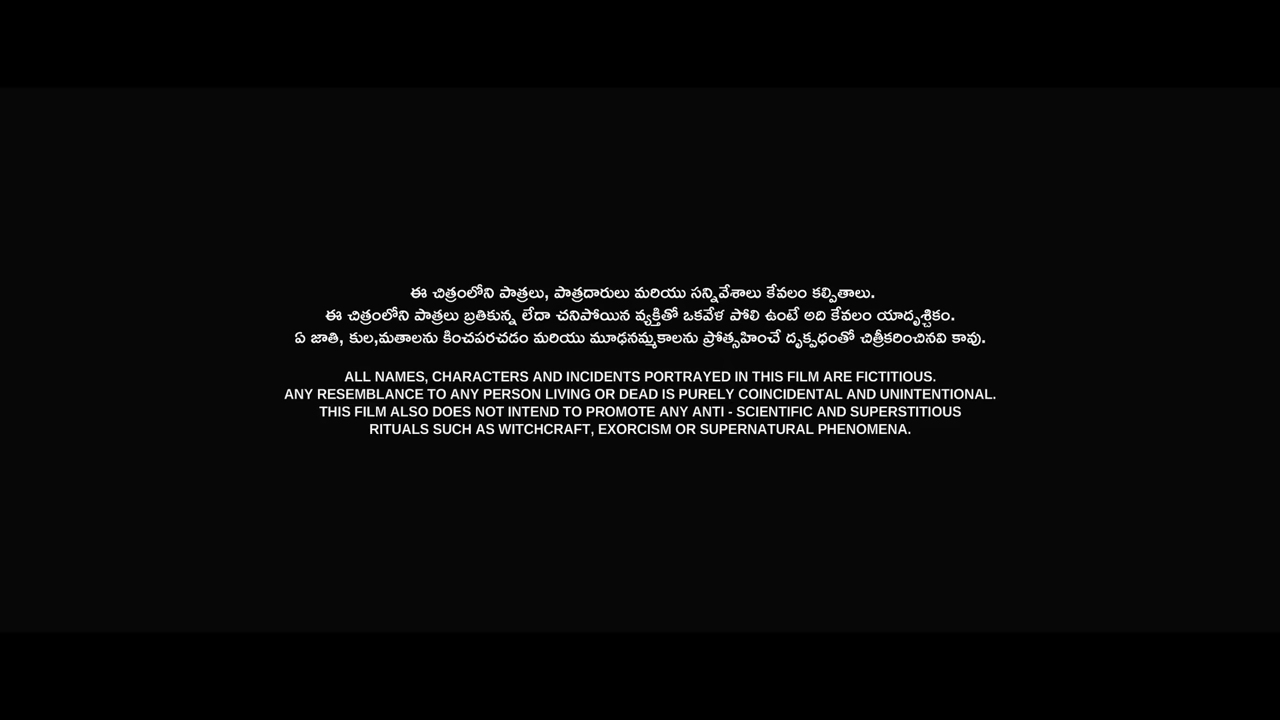 ఈ చిత్రంలోని పాత్రలు, పాత్రదారులు మరియు సన్నివేశాలు కేవలం కల్పితాలు.
ఈ చిత్రంలోని పాత్రలు బ్రతికున్న లేదా చనిపోయిన వ్యక్తితో ఒకవేళ పోలి ఉంటే అది కేవలం యాదృశ్చికం.
ఏ జాతి, కుల,మతాలను కించపరచడం మరియు మూఢనమ్మకాలను ప్రోత్సహించే దృక్పధంతో చిత్రీకరించినవి కావు.
ALL NAMES, CHARACTERS AND INCIDENTS PORTRAYED IN THIS FILM ARE FICTITIOUS.
ANY RESEMBLANCE TO ANY PERSON LIVING OR DEAD IS PURELY COINCIDENTAL AND UNINTENTIONAL.
THIS FILM ALSO DOES NOT INTEND TO PROMOTE ANY ANTI - SCIENTIFIC AND SUPERSTITIOUS
RITUALS SUCH AS WITCHCRAFT, EXORCISM OR SUPERNATURAL PHENOMENA.